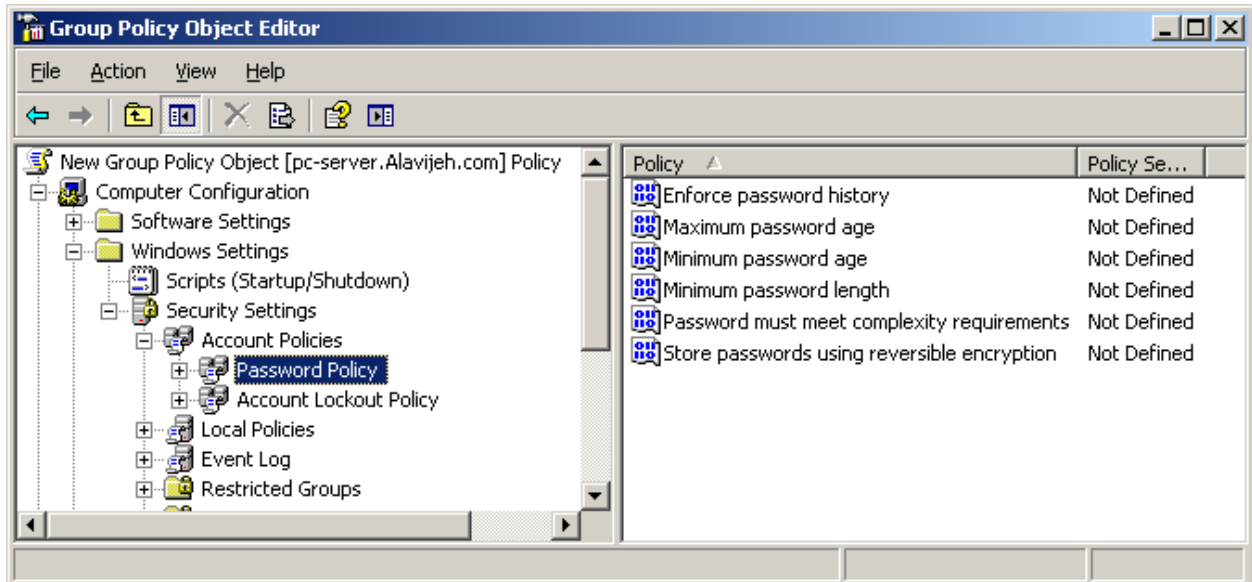 Group Policy Object Editor
File Action View Help
New Group Policy Object [pc-server.Alavijeh.com] Policy
Computer Configuration
Software Settings
Windows Settings
Scripts (Startup/Shutdown)
Security Settings
Account Policies
Password Policy
Account Lockout Policy
Local Policies
Event Log
Restricted Groups
Policy Policy Se...
Enforce password history Not Defined
Maximum password age Not Defined
Minimum password age Not Defined
Minimum password length Not Defined
Password must meet complexity requirements Not Defined
Store passwords using reversible encryption Not Defined